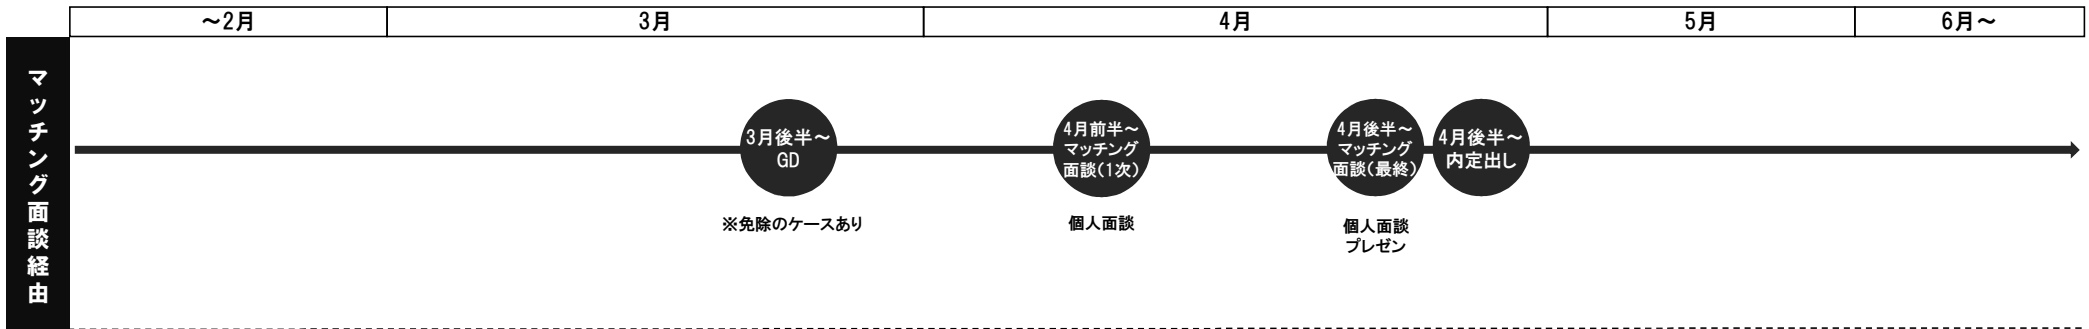 ～2月
3月
4月
5月
6月～
マッチング面談経由
3月後半～
GD
4月前半～
マッチング
面談(1次)
4月後半～
マッチング
面談(最終)
4月後半～
内定出し
※免除のケースあり
個人面談
個人面談
プレゼン